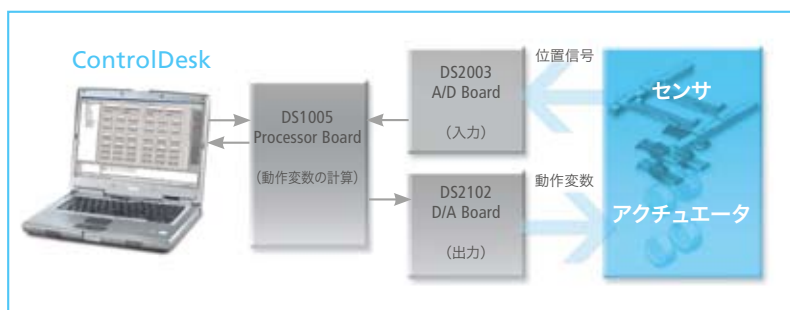 ControlDesk
DS1005
Processor Board
(動作変数の計算)
DS2003
A/D Board
(入力)
DS2102
D/A Board
(出力)
位置信号
動作変数
センサ
アクチュエータ